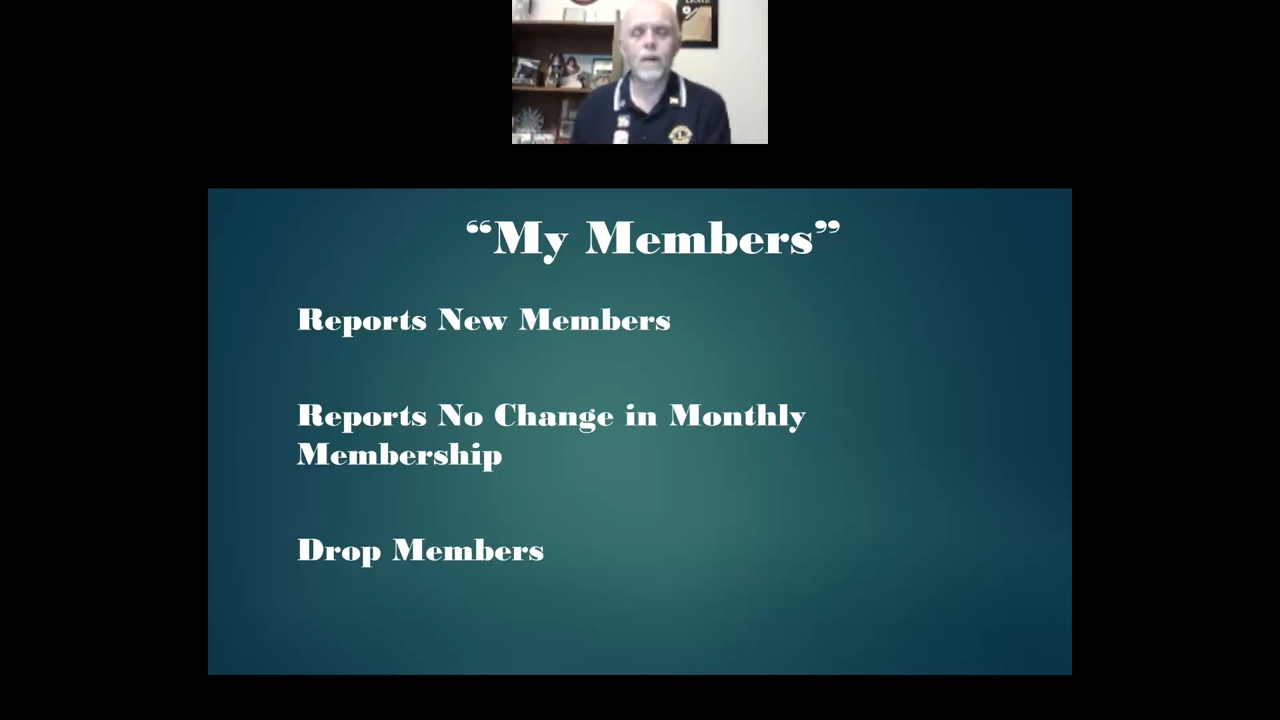 “My Members”
Reports New Members
Reports No Change in Monthly
Membership
Drop Members